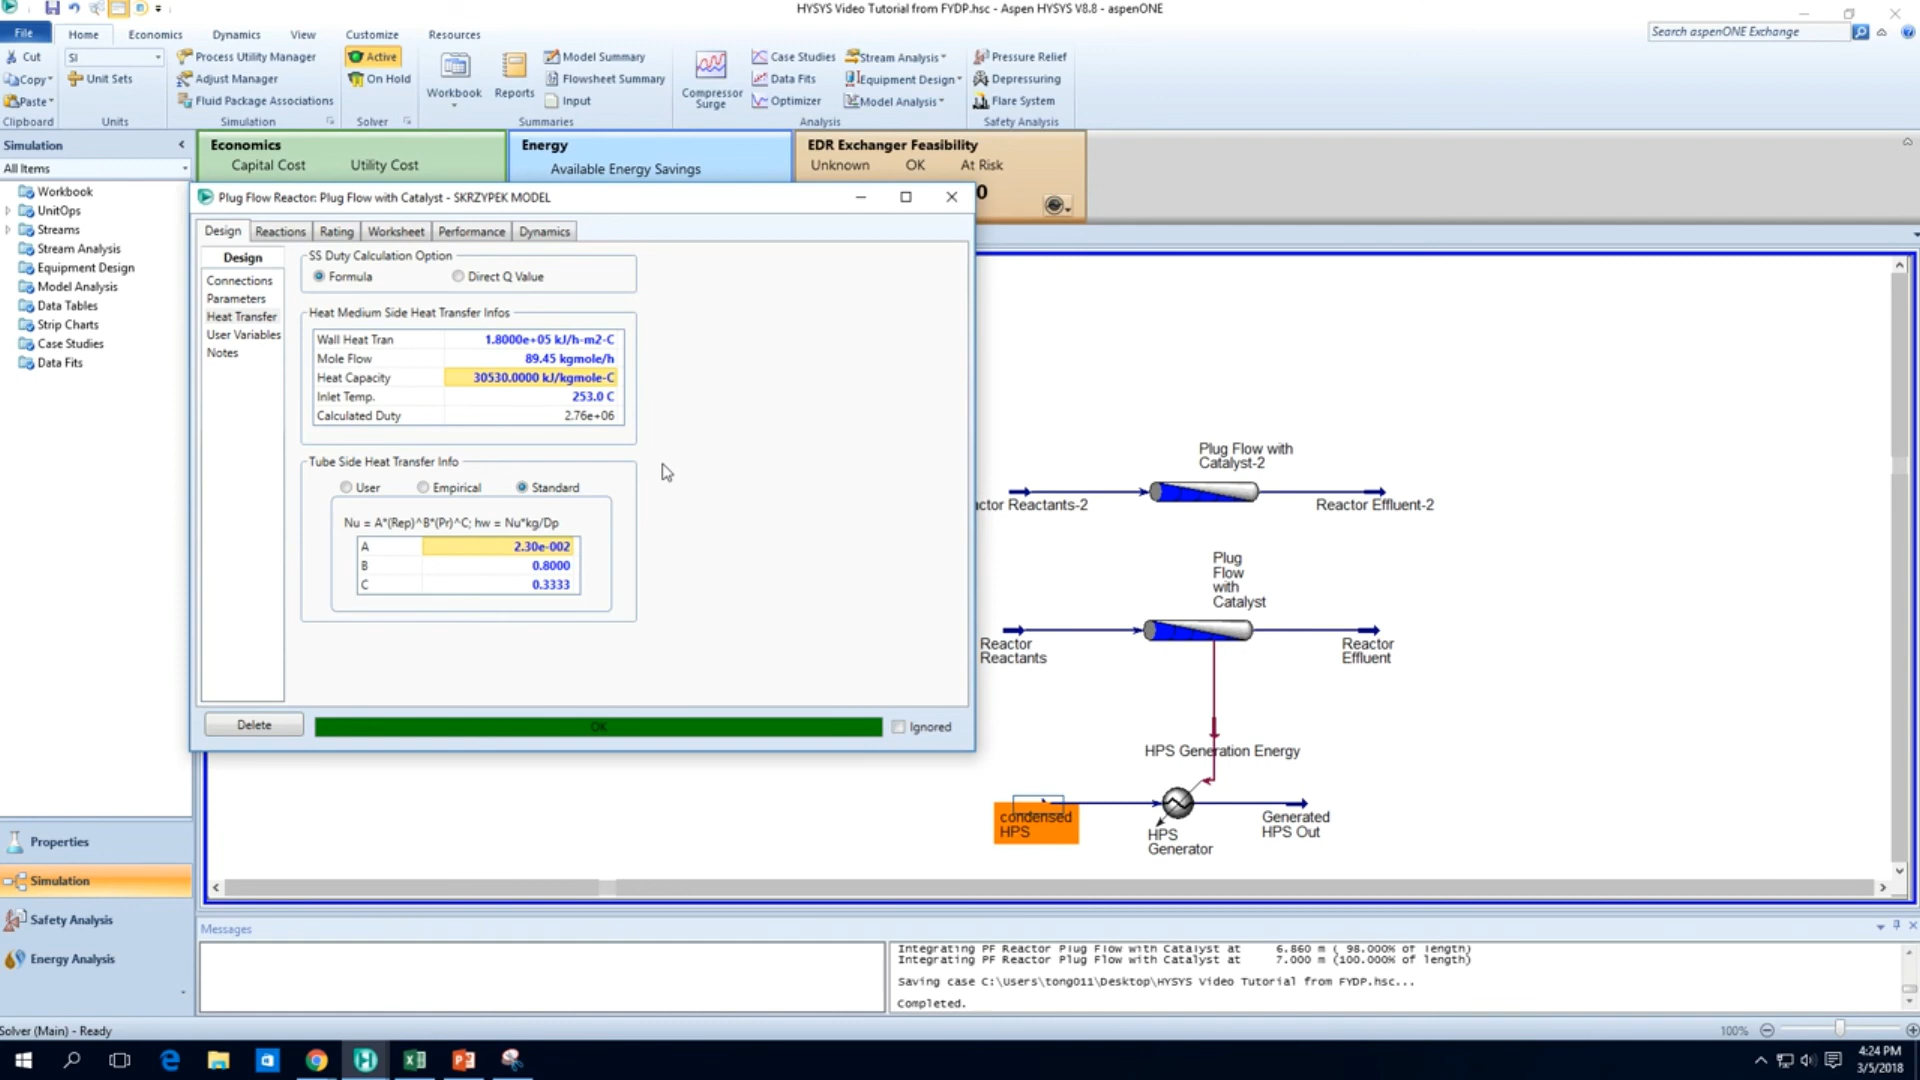 HYSYS Video Tutorial from FYDP.hsc - Aspen HYSYS V8.8 - aspenONE
File Home Economics Dynamics View Customize Resources
Search aspenONE Exchange
Cut SI Process Utility Manager Active Model Summary Case Studies Stream Analysis Pressure Relief
Copy Unit Sets Adjust Manager On Hold Flowsheet Summary Data Fits Equipment Design Depressuring
Paste Fluid Package Associations Workbook Reports Input Compressor Surge Optimizer Model Analysis Flare System
Clipboard Units Simulation Solver Summaries Analysis Safety Analysis
Simulation
All Items
Workbook
UnitOps
Streams
Stream Analysis
Equipment Design
Model Analysis
Data Tables
Strip Charts
Case Studies
Data Fits
Properties
Simulation
Safety Analysis
Energy Analysis
Economics
Capital Cost Utility Cost
Energy
Available Energy Savings
EDR Exchanger Feasibility
Unknown OK At Risk
0
Plug Flow Reactor: Plug Flow with Catalyst - SKRZYPEK MODEL
Design Reactions Rating Worksheet Performance Dynamics
Design
Connections
Parameters
Heat Transfer
User Variables
Notes
SS Duty Calculation Option
Formula Direct Q Value
Heat Medium Side Heat Transfer Infos
Wall Heat Tran 1.8000e+05 kJ/h-m2-C
Mole Flow 89.45 kgmole/h
Heat Capacity 30530.0000 kJ/kgmole-C
Inlet Temp. 253.0 C
Calculated Duty 2.76e+06
Tube Side Heat Transfer Info
User Empirical Standard
Nu = A*(Rep)^B*(Pr)^C; hw = Nu*kg/Dp
A 2.30e-002
B 0.8000
C 0.3333
Delete OK Ignored
Plug Flow with
Catalyst-2
ctor Reactants-2 Reactor Effluent-2
Plug
Flow
with
Catalyst
Reactor
Reactants
Reactor
Effluent
HPS Generation Energy
condensed
HPS
HPS
Generator
Generated
HPS Out
Messages
Integrating PF Reactor Plug Flow with Catalyst at 6.860 m ( 98.000% of length)
Integrating PF Reactor Plug Flow with Catalyst at 7.000 m (100.000% of length)
Saving case C:\Users\tong011\Desktop\HYSYS Video Tutorial from FYDP.hsc...
Completed.
Solver (Main) - Ready
100%
4:24 PM
3/5/2018